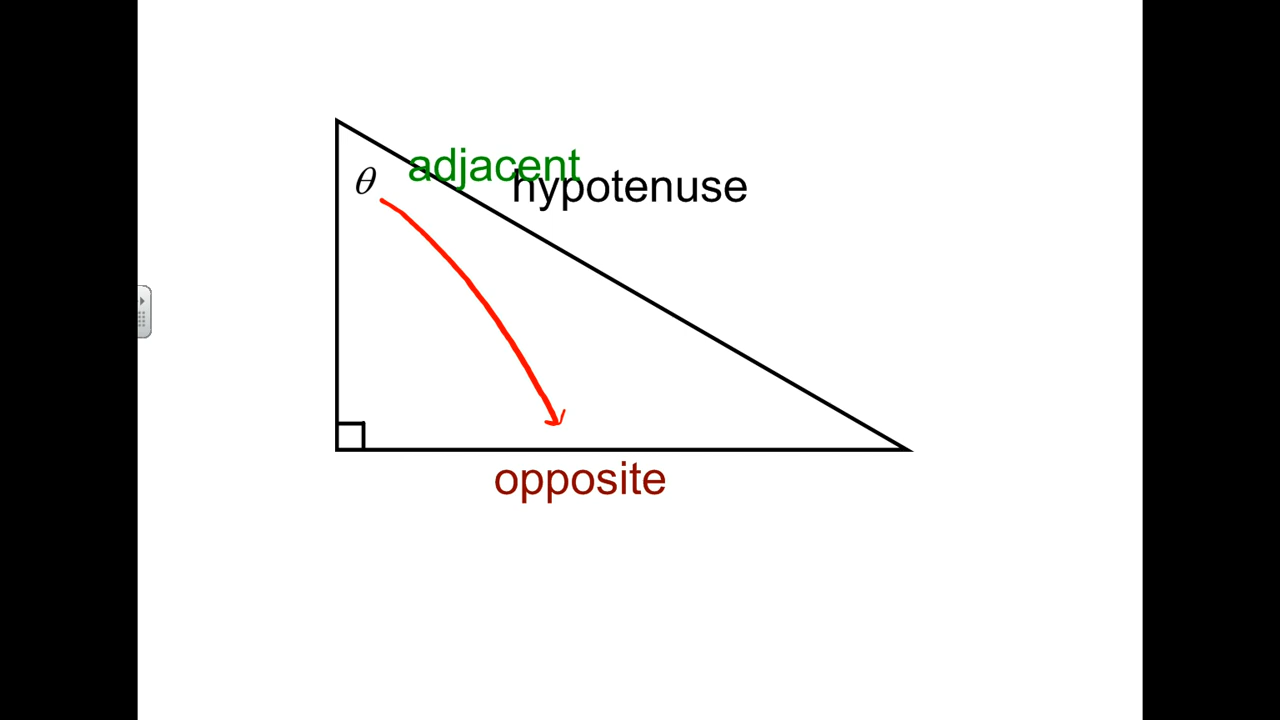 adjacent
hypotenuse
θ
opposite